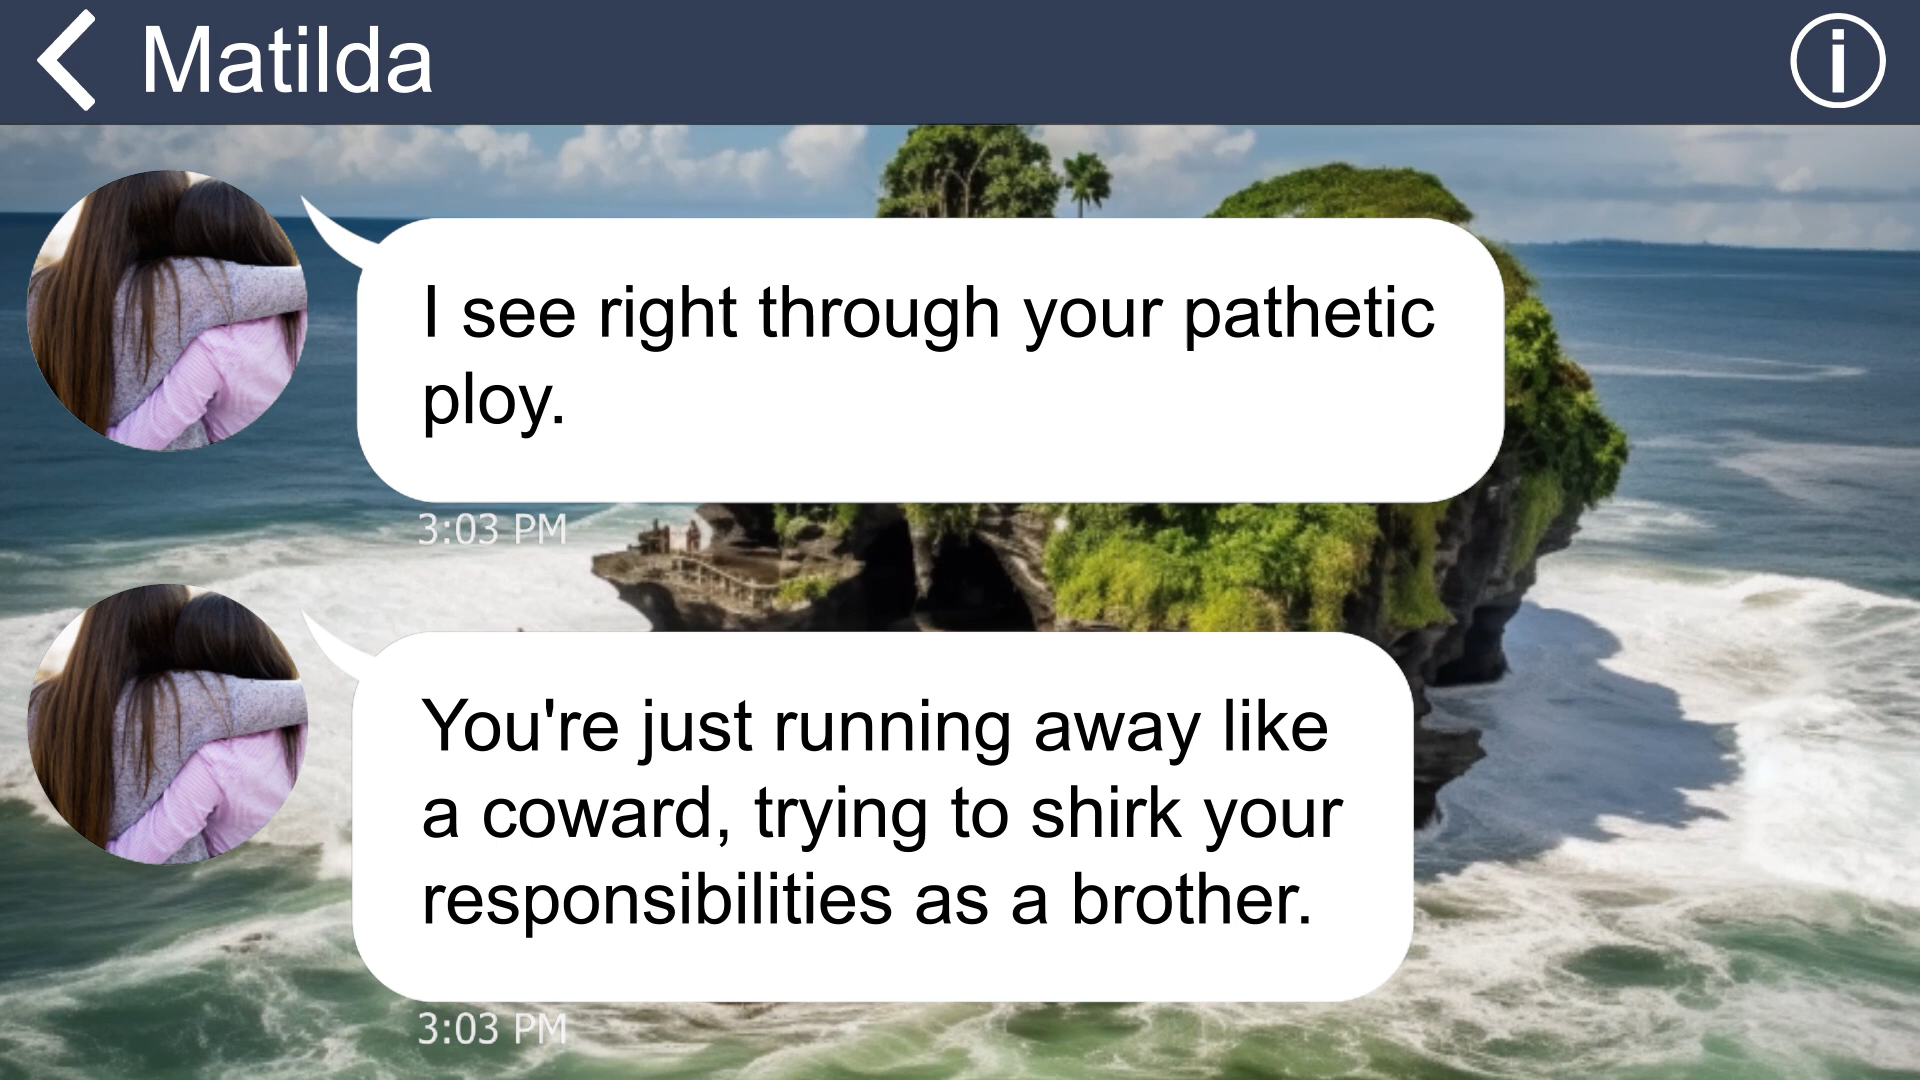 Matilda
I see right through your pathetic
ploy.
3:03 PM
You're just running away like
a coward, trying to shirk your
responsibilities as a brother.
3:03 PM